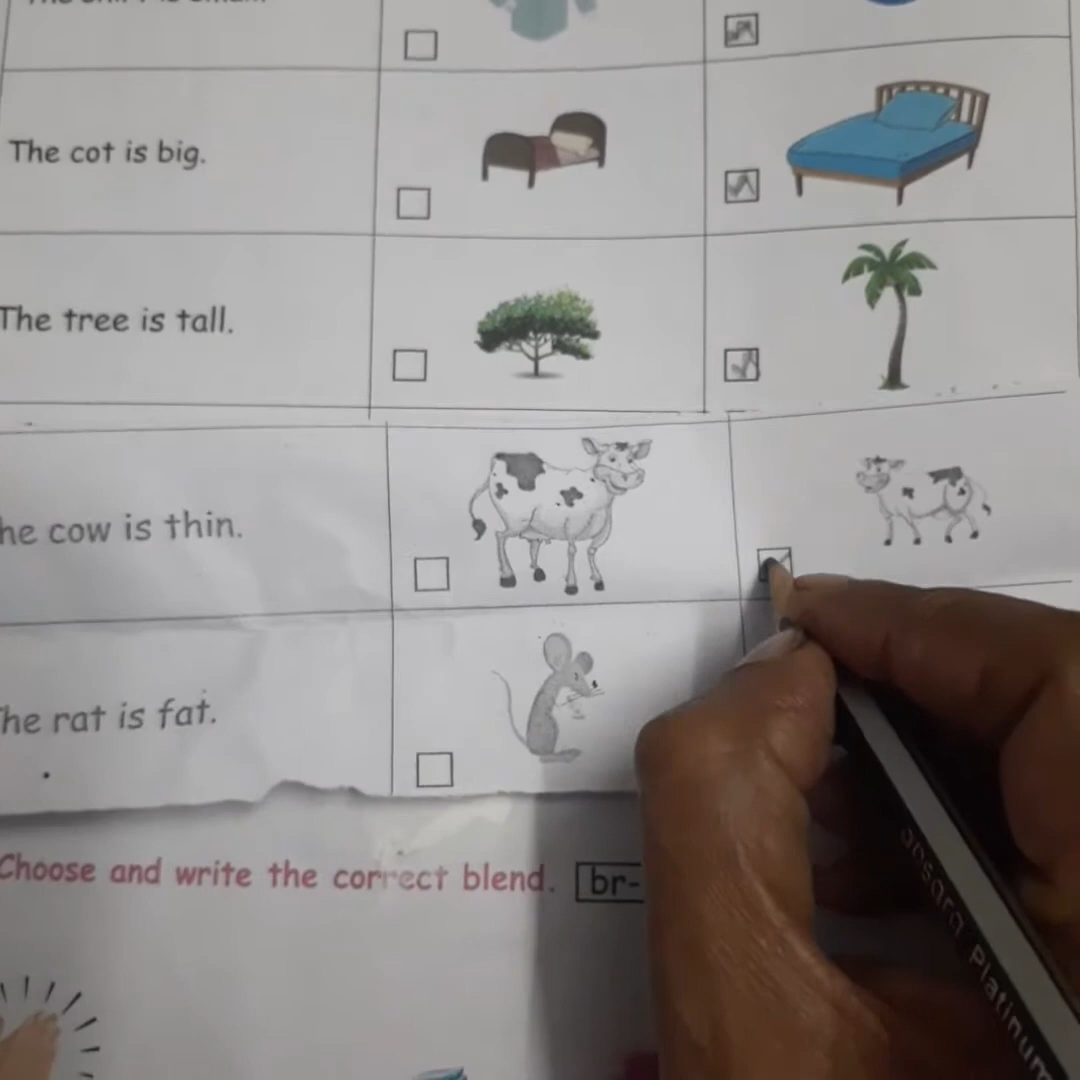 The cot is big.
The tree is tall.
he cow is thin.
he rat is fat.
Choose and write the correct blend. br-
apsara Platinum